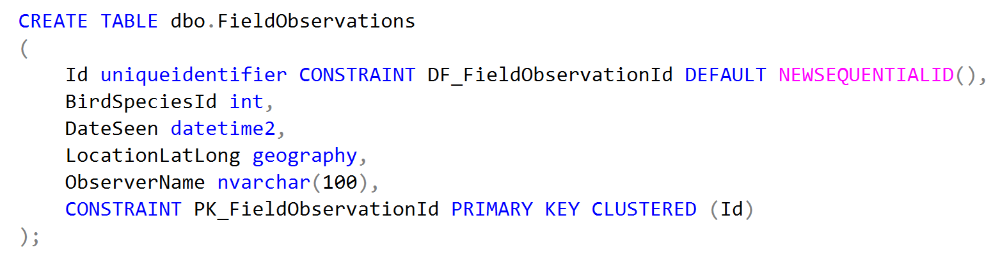 CREATE TABLE dbo.FieldObservations
(
    Id uniqueidentifier CONSTRAINT DF_FieldObservationId DEFAULT NEWSEQUENTIALID(),
    BirdSpeciesId int,
    DateSeen datetime2,
    LocationLatLong geography,
    ObserverName nvarchar(100),
    CONSTRAINT PK_FieldObservationId PRIMARY KEY CLUSTERED (Id)
);